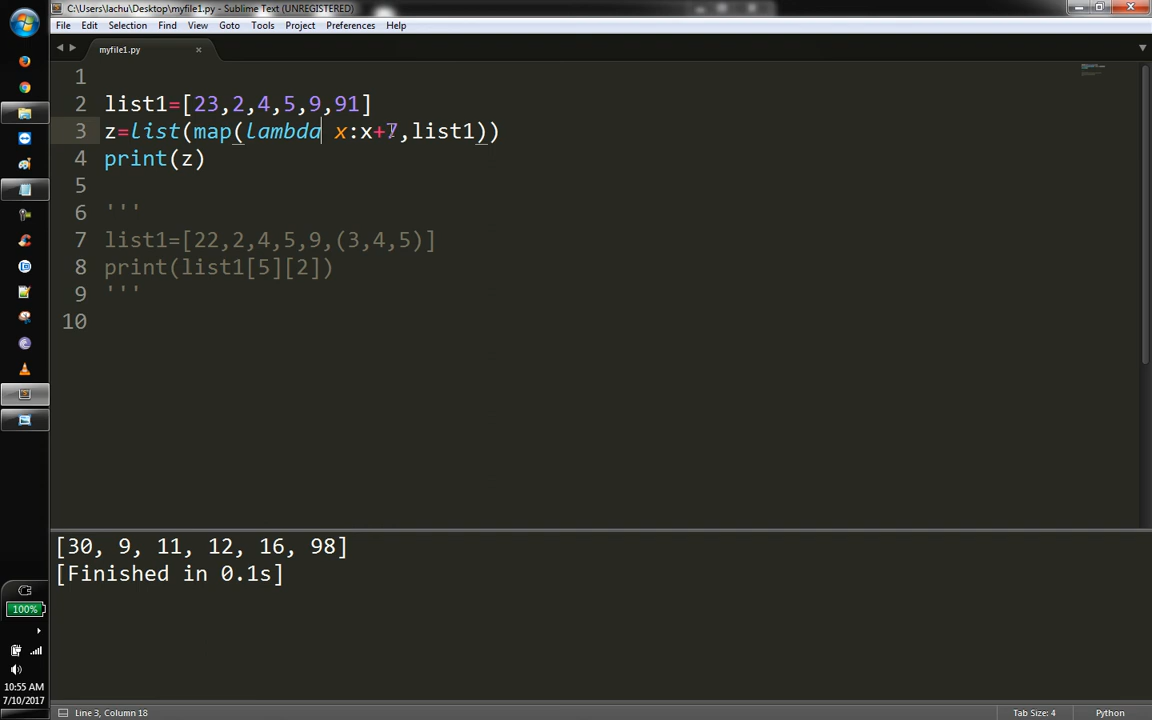 C:\Users\lachu\Desktop\myfile1.py - Sublime Text (UNREGISTERED)
File Edit Selection Find View Goto Tools Project Preferences Help
myfile1.py
1
2 list1=[23,2,4,5,9,91]
3 z=list(map(lambda x:x+7,list1))
4 print(z)
5
6 '''
7 list1=[22,2,4,5,9,(3,4,5)]
8 print(list1[5][2])
9 '''
10
[30, 9, 11, 12, 16, 98]
[Finished in 0.1s]
100%
10:55 AM
7/10/2017
Line 3, Column 18 Tab Size: 4 Python